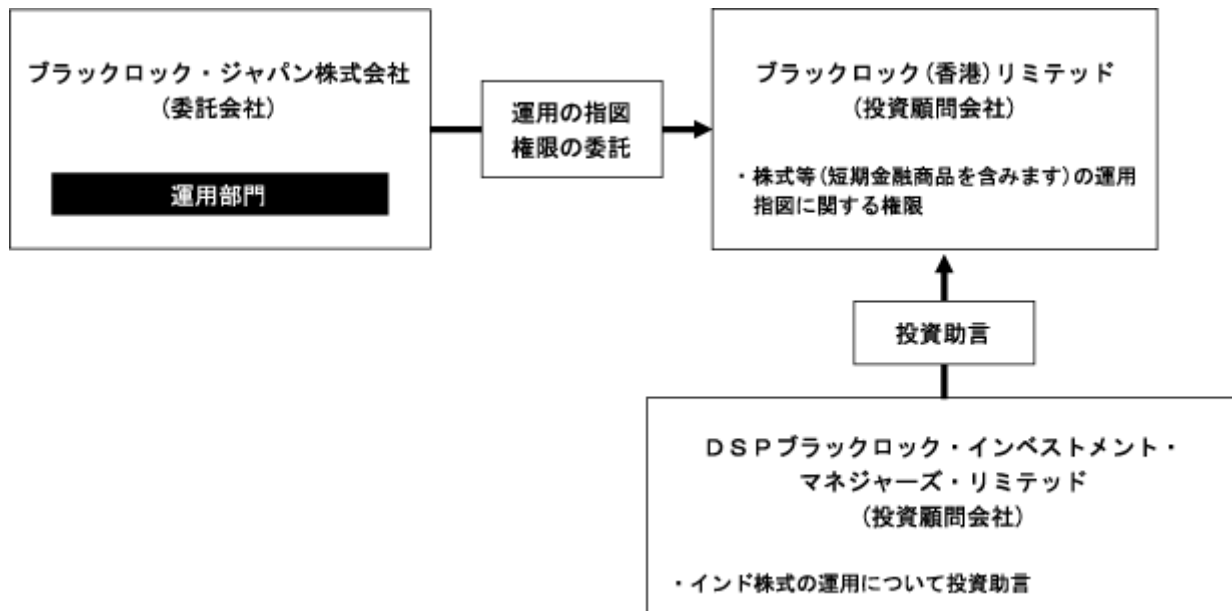 ブラックロック・ジャパン株式会社
(委託会社)
運用部門
運用の指図
権限の委託
ブラックロック(香港)リミテッド
(投資顧問会社)
・株式等(短期金融商品を含みます)の運用
指図に関する権限
投資助言
DSPブラックロック・インベストメント・
マネジャーズ・リミテッド
(投資顧問会社)
・インド株式の運用について投資助言